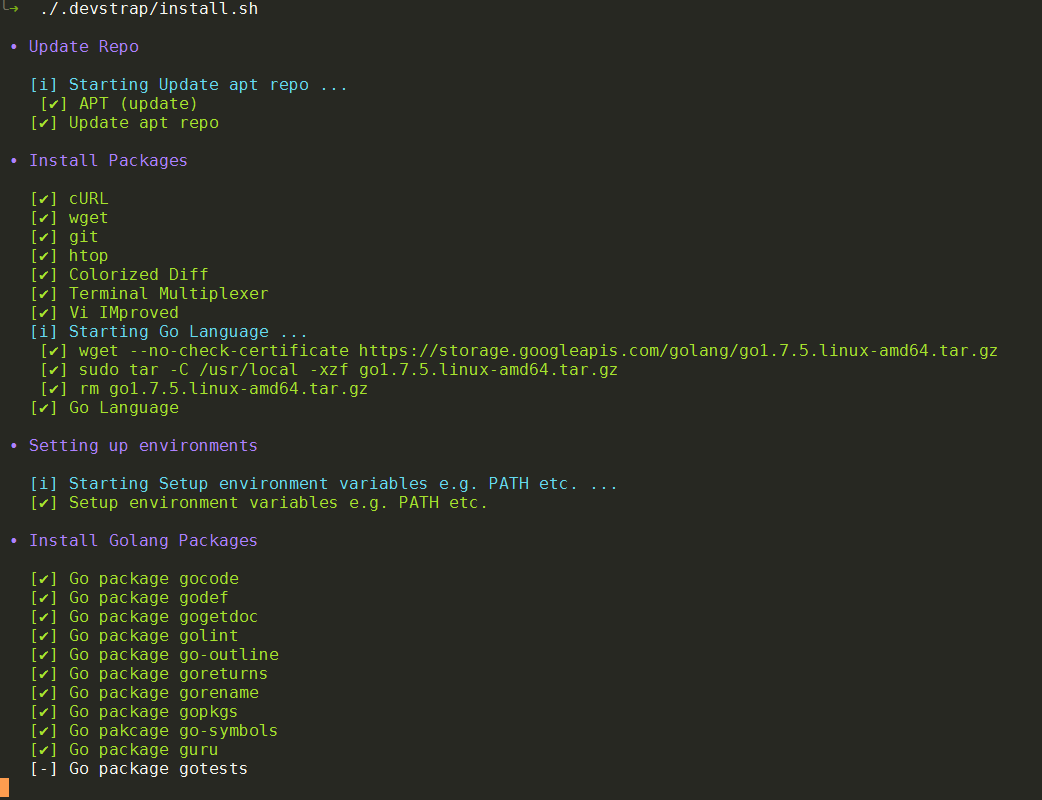 ╰→ ./.devstrap/install.sh
• Update Repo
[i] Starting Update apt repo ...
[✔] APT (update)
[✔] Update apt repo
• Install Packages
[✔] cURL
[✔] wget
[✔] git
[✔] htop
[✔] Colorized Diff
[✔] Terminal Multiplexer
[✔] Vi IMproved
[i] Starting Go Language ...
[✔] wget --no-check-certificate https://storage.googleapis.com/golang/go1.7.5.linux-amd64.tar.gz
[✔] sudo tar -C /usr/local -xzf go1.7.5.linux-amd64.tar.gz
[✔] rm go1.7.5.linux-amd64.tar.gz
[✔] Go Language
• Setting up environments
[i] Starting Setup environment variables e.g. PATH etc. ...
[✔] Setup environment variables e.g. PATH etc.
• Install Golang Packages
[✔] Go package gocode
[✔] Go package godef
[✔] Go package gogetdoc
[✔] Go package golint
[✔] Go package go-outline
[✔] Go package goreturns
[✔] Go package gorename
[✔] Go package gopkgs
[✔] Go pakcage go-symbols
[✔] Go package guru
[-] Go package gotests